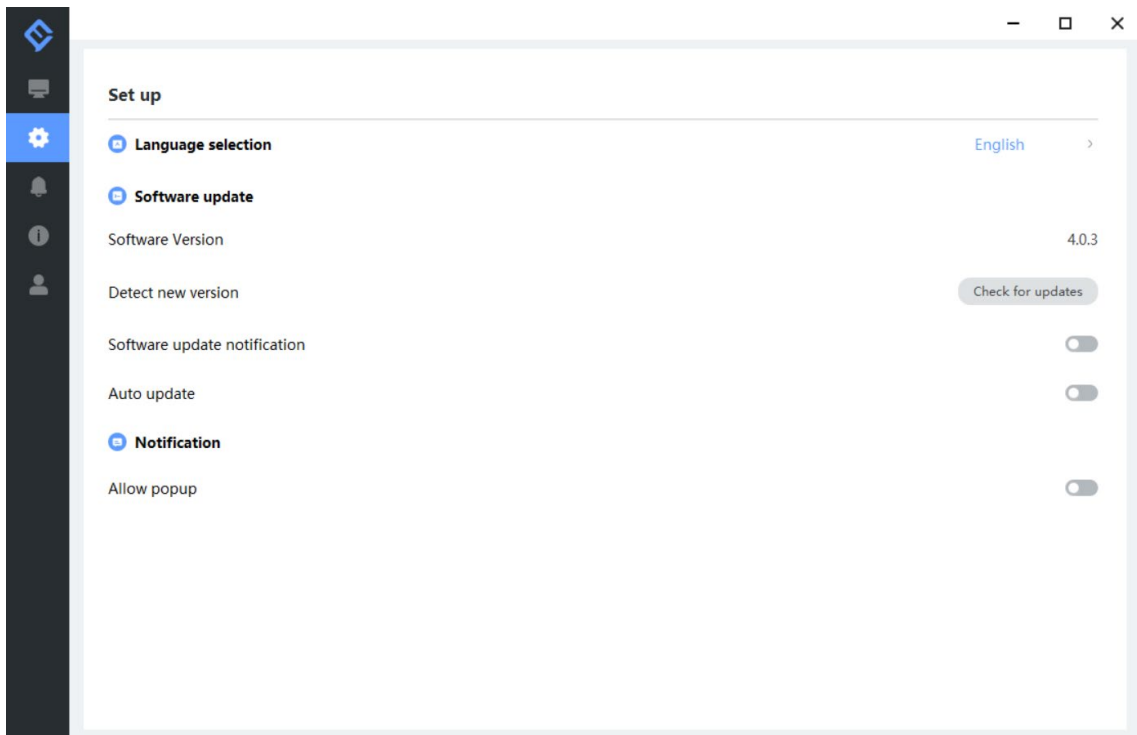 Set up
Language selection English
Software update
Software Version 4.0.3
Detect new version Check for updates
Software update notification
Auto update
Notification
Allow popup